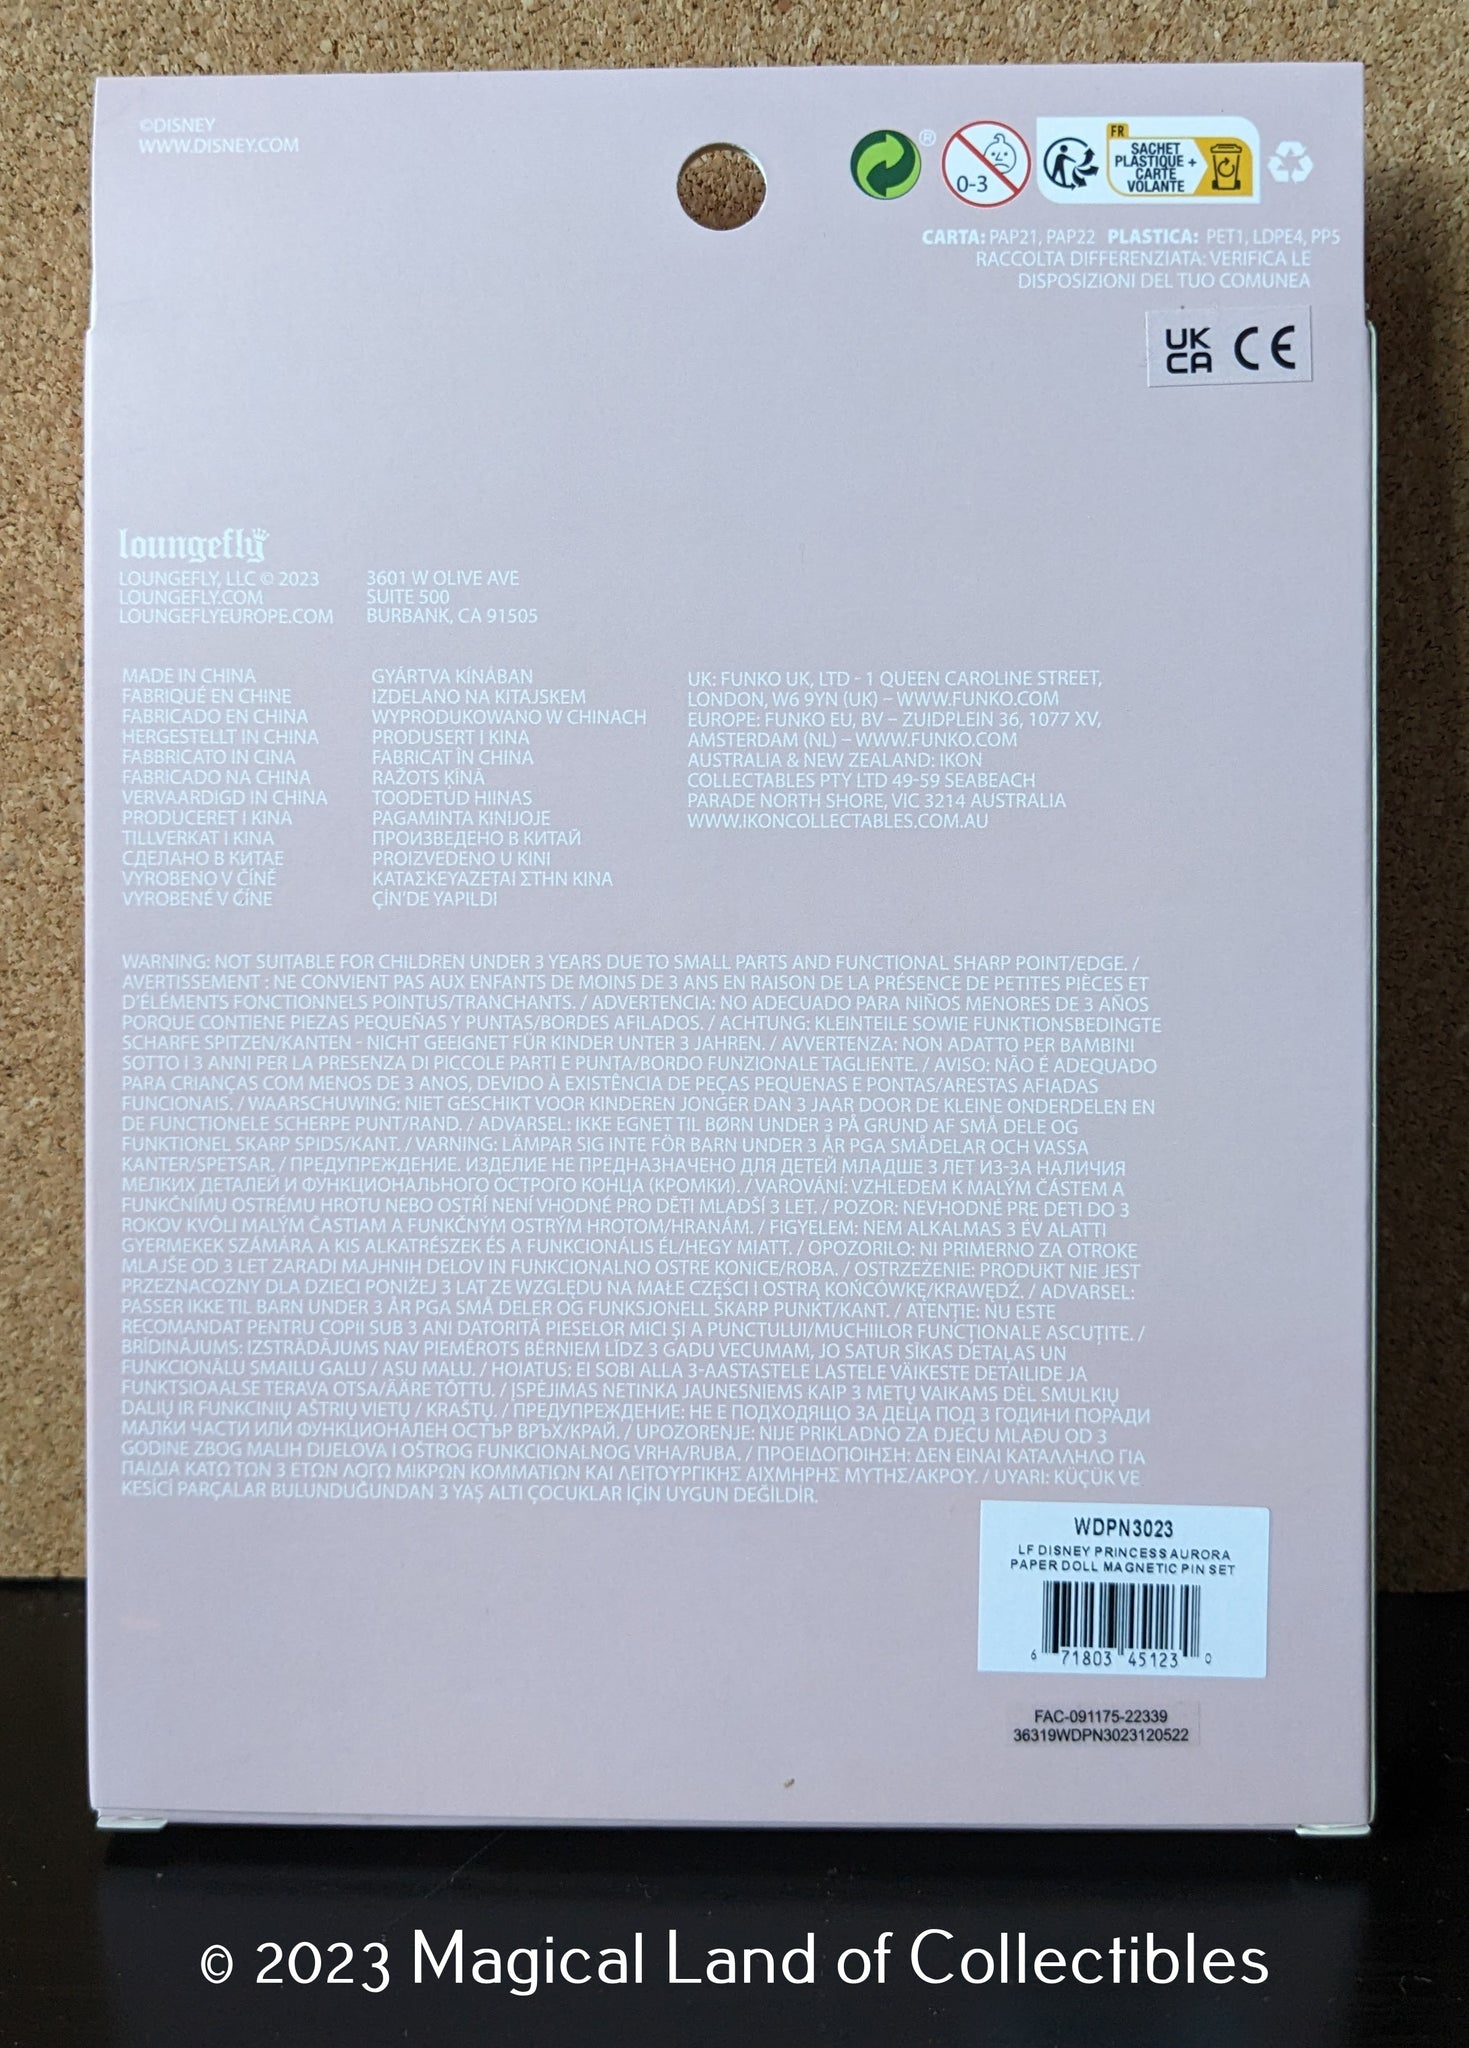 ©DISNEY
WWW.DISNEY.COM
®
0-3
FR
SACHET
PLASTIQUE +
CARTE
VOLANTE
CARTA: PAP21, PAP22 PLASTICA: PET1, LDPE4, PP5
RACCOLTA DIFFERENZIATA: VERIFICA LE
DISPOSIZIONI DEL TUO COMUNEA
UK
CA CE
loungefly
LOUNGEFLY, LLC © 2023
LOUNGEFLY.COM
LOUNGEFLYEUROPE.COM
3601 W OLIVE AVE
SUITE 500
BURBANK, CA 91505
MADE IN CHINA
FABRIQUÉ EN CHINE
FABRICADO EN CHINA
HERGESTELLT IN CHINA
FABBRICATO IN CINA
FABRICADO NA CHINA
VERVAARDIGD IN CHINA
PRODUCERET I KINA
TILLVERKAT I KINA
СДЕЛАНО В КИТАЕ
VYROBENO V ČÍNĚ
VYROBENÉ V ČÍNE
GYÁRTVA KÍNÁBAN
IZDELANO NA KITAJSKEM
WYPRODUKOWANO W CHINACH
PRODUSERT I KINA
FABRICAT ÎN CHINA
RAŽOTS ĶĪNĀ
TOODETUD HIINAS
PAGAMINTA KINIJOJE
ПРОИЗВЕДЕНО В КИТАЙ
PROIZVEDENO U KINI
ΚΑΤΑΣΚΕΥΑΖΕΤΑΙ ΣΤΗΝ ΚΙΝΑ
ÇİN'DE YAPILDI
UK: FUNKO UK, LTD - 1 QUEEN CAROLINE STREET,
LONDON, W6 9YN (UK) – WWW.FUNKO.COM
EUROPE: FUNKO EU, BV – ZUIDPLEIN 36, 1077 XV,
AMSTERDAM (NL) – WWW.FUNKO.COM
AUSTRALIA & NEW ZEALAND: IKON
COLLECTABLES PTY LTD 49-59 SEABEACH
PARADE NORTH SHORE, VIC 3214 AUSTRALIA
WWW.IKONCOLLECTABLES.COM.AU
WARNING: NOT SUITABLE FOR CHILDREN UNDER 3 YEARS DUE TO SMALL PARTS AND FUNCTIONAL SHARP POINT/EDGE. /
AVERTISSEMENT : NE CONVIENT PAS AUX ENFANTS DE MOINS DE 3 ANS EN RAISON DE LA PRÉSENCE DE PETITES PIÈCES ET
D'ÉLÉMENTS FONCTIONNELS POINTUS/TRANCHANTS. / ADVERTENCIA: NO ADECUADO PARA NIÑOS MENORES DE 3 AÑOS
PORQUE CONTIENE PIEZAS PEQUEÑAS Y PUNTAS/BORDES AFILADOS. / ACHTUNG: KLEINTEILE SOWIE FUNKTIONSBEDINGTE
SCHARFE SPITZEN/KANTEN - NICHT GEEIGNET FÜR KINDER UNTER 3 JAHREN. / AVVERTENZA: NON ADATTO PER BAMBINI
SOTTO I 3 ANNI PER LA PRESENZA DI PICCOLE PARTI E PUNTA/BORDO FUNZIONALE TAGLIENTE. / AVISO: NÃO É ADEQUADO
PARA CRIANÇAS COM MENOS DE 3 ANOS, DEVIDO À EXISTÊNCIA DE PEÇAS PEQUENAS E PONTAS/ARESTAS AFIADAS
FUNCIONAIS. / WAARSCHUWING: NIET GESCHIKT VOOR KINDEREN JONGER DAN 3 JAAR DOOR DE KLEINE ONDERDELEN EN
DE FUNCTIONELE SCHERPE PUNT/RAND. / ADVARSEL: IKKE EGNET TIL BØRN UNDER 3 PÅ GRUND AF SMÅ DELE OG
FUNKTIONEL SKARP SPIDS/KANT. / VARNING: LÄMPAR SIG INTE FÖR BARN UNDER 3 ÅR PGA SMÅDELAR OCH VASSA
KANTER/SPETSAR. / ПРЕДУПРЕЖДЕНИЕ. ИЗДЕЛИЕ НЕ ПРЕДНАЗНАЧЕНО ДЛЯ ДЕТЕЙ МЛАДШЕ 3 ЛЕТ ИЗ-ЗА НАЛИЧИЯ
МЕЛКИХ ДЕТАЛЕЙ И ФУНКЦИОНАЛЬНОГО ОСТРОГО КОНЦА (КРОМКИ). / VAROVÁNÍ: VZHLEDEM K MALÝM ČÁSTEM A
FUNKČNÍMU OSTRÉMU HROTU NEBO OSTŘÍ NENÍ VHODNÉ PRO DĚTI MLADŠÍ 3 LET. / POZOR: NEVHODNÉ PRE DETI DO 3
ROKOV KVÔLI MALÝM ČASTIAM A FUNKČNÝM OSTRÝM HROTOM/HRANÁM. / FIGYELEM: NEM ALKALMAS 3 ÉV ALATTI
GYERMEKEK SZÁMÁRA A KIS ALKATRÉSZEK ÉS A FUNKCIONÁLIS ÉL/HEGY MIATT. / OPOZORILO: NI PRIMERNO ZA OTROKE
MLAJŠE OD 3 LET ZARADI MAJHNIH DELOV IN FUNKCIONALNO OSTRE KONICE/ROBA. / OSTRZEŻENIE: PRODUKT NIE JEST
PRZEZNACOZNY DLA DZIECI PONIŻEJ 3 LAT ZE WZGLĘDU NA MAŁE CZĘŚCI I OSTRĄ KOŃCÓWKĘ/KRAWĘDŹ. / ADVARSEL:
PASSER IKKE TIL BARN UNDER 3 ÅR PGA SMÅ DELER OG FUNKSJONELL SKARP PUNKT/KANT. / ATENȚIE: NU ESTE
RECOMANDAT PENTRU COPII SUB 3 ANI DATORITĂ PIESELOR MICI ȘI A PUNCTULUI/MUCHIILOR FUNCȚIONALE ASCUȚITE. /
BRĪDINĀJUMS: IZSTRĀDĀJUMS NAV PIEMĒROTS BĒRNIEM LĪDZ 3 GADU VECUMAM, JO SATUR SĪKAS DETAĻAS UN
FUNKCIONĀLU SMAILU GALU / ASU MALU. / HOIATUS: EI SOBI ALLA 3-AASTASTELE LASTELE VÄIKESTE DETAILIDE JA
FUNKTSIOAALSE TERAVA OTSA/ÄÄRE TÕTTU. / ĮSPĖJIMAS NETINKA JAUNESNIEMS KAIP 3 METŲ VAIKAMS DĖL SMULKIŲ
DALIŲ IR FUNKCINIŲ AŠTRIŲ VIETŲ / KRAŠTŲ. / ПРЕДУПРЕЖДЕНИЕ: НЕ Е ПОДХОДЯЩО ЗА ДЕЦА ПОД 3 ГОДИНИ ПОРАДИ
МАЛКИ ЧАСТИ ИЛИ ФУНКЦИОНАЛЕН ОСТЪР ВРЪХ/КРАЙ. / UPOZORENJE: NIJE PRIKLADNO ZA DJECU MLAĐU OD 3
GODINE ZBOG MALIH DIJELOVA I OŠTROG FUNKCIONALNOG VRHA/RUBA. / ΠΡΟΕΙΔΟΠΟΙΗΣΗ: ΔΕΝ ΕΙΝΑΙ ΚΑΤΑΛΛΗΛΟ ΓΙΑ
ΠΑΙΔΙΑ ΚΑΤΩ ΤΩΝ 3 ΕΤΩΝ ΛΟΓΩ ΜΙΚΡΩΝ ΚΟΜΜΑΤΙΩΝ ΚΑΙ ΛΕΙΤΟΥΡΓΙΚΗΣ ΑΙΧΜΗΡΗΣ ΜΥΤΗΣ/ΑΚΡΟΥ. / UYARI: KÜÇÜK VE
KESİCİ PARÇALAR BULUNDUĞUNDAN 3 YAŞ ALTI ÇOCUKLAR İÇİN UYGUN DEĞİLDİR.
WDPN3023
LF DISNEY PRINCESS AURORA
PAPER DOLL MAGNETIC PIN SET
6 71803 45123 0
FAC-091175-22339
36319WDPN3023120522
© 2023 Magical Land of Collectibles